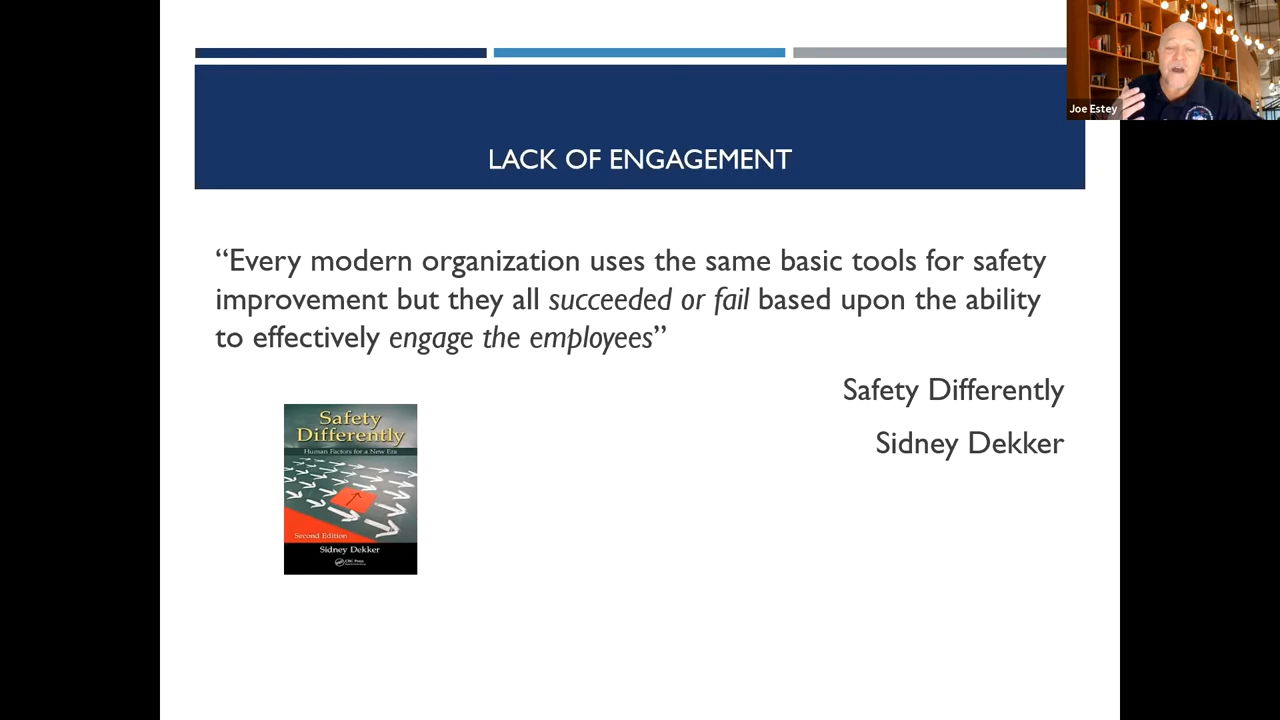 Joe Estey
LACK OF ENGAGEMENT
“Every modern organization uses the same basic tools for safety
improvement but they all succeeded or fail based upon the ability
to effectively engage the employees”
Safety Differently
Sidney Dekker
Safety
Differently
Human Factors for a New Era
Second Edition
Sidney Dekker
CRC Press